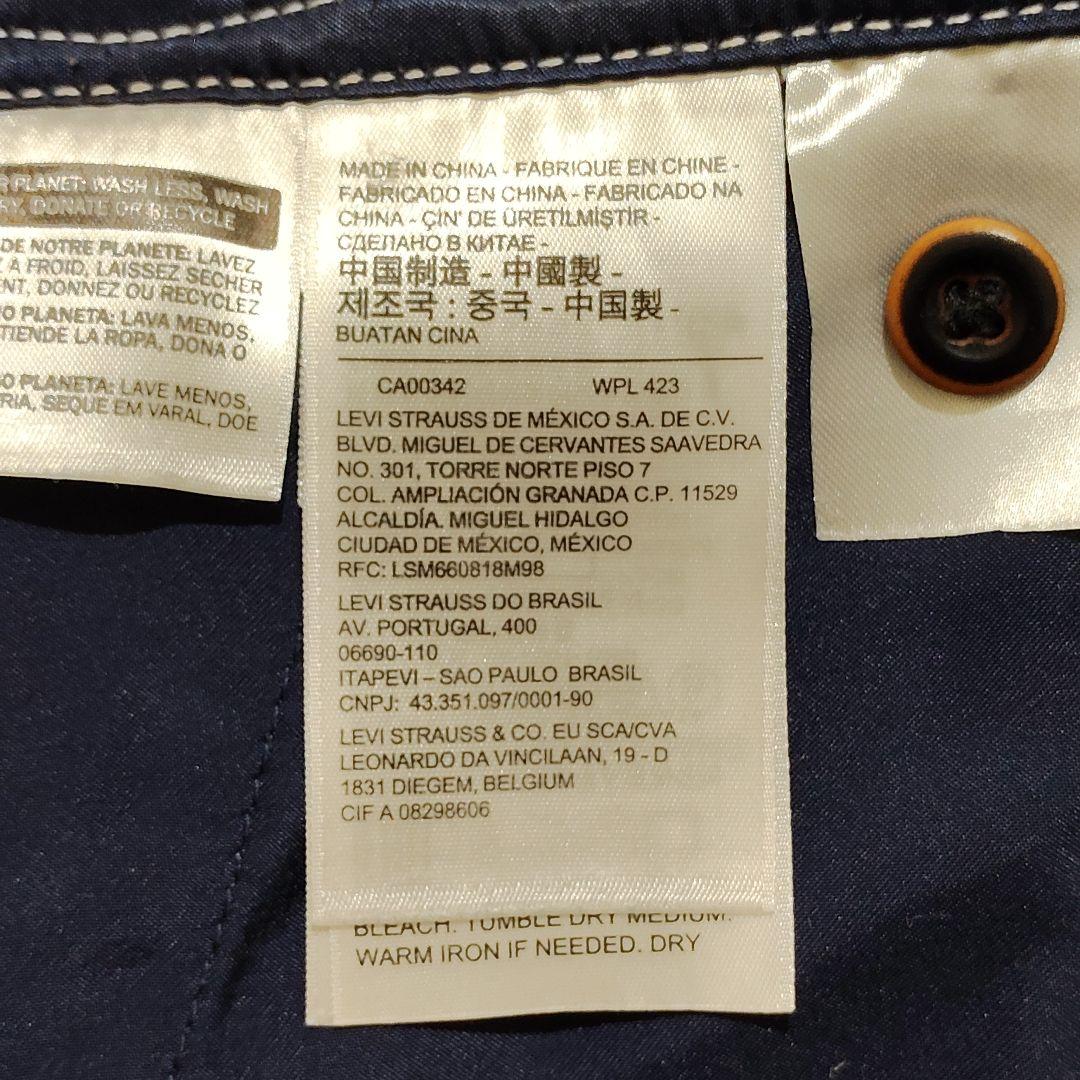 R PLANET: WASH LESS, WASH
RY, DONATE OR RECYCLE
DE NOTRE PLANETE: LAVEZ
Z A FROID, LAISSEZ SECHER
ENT, DONNEZ OU RECYCLEZ
O PLANETA: LAVA MENOS,
TIENDE LA ROPA, DONA O
O PLANETA: LAVE MENOS,
RIA, SEQUE EM VARAL, DOE
MADE IN CHINA - FABRIQUE EN CHINE -
FABRICADO EN CHINA - FABRICADO NA
CHINA - ÇIN' DE ÜRETILMIŞTIR -
СДЕЛАНО В КИТАЕ -
中国制造 - 中國製 -
제조국 : 중국 - 中国製 -
BUATAN CINA
CA00342 WPL 423
LEVI STRAUSS DE MÉXICO S.A. DE C.V.
BLVD. MIGUEL DE CERVANTES SAAVEDRA
NO. 301, TORRE NORTE PISO 7
COL. AMPLIACIÓN GRANADA C.P. 11529
ALCALDÍA. MIGUEL HIDALGO
CIUDAD DE MÉXICO, MÉXICO
RFC: LSM660818M98
LEVI STRAUSS DO BRASIL
AV. PORTUGAL, 400
06690-110
ITAPEVI – SAO PAULO BRASIL
CNPJ: 43.351.097/0001-90
LEVI STRAUSS & CO. EU SCA/CVA
LEONARDO DA VINCILAAN, 19 - D
1831 DIEGEM, BELGIUM
CIF A 08298606
BLEACH. TUMBLE DRY MEDIUM.
WARM IRON IF NEEDED. DRY